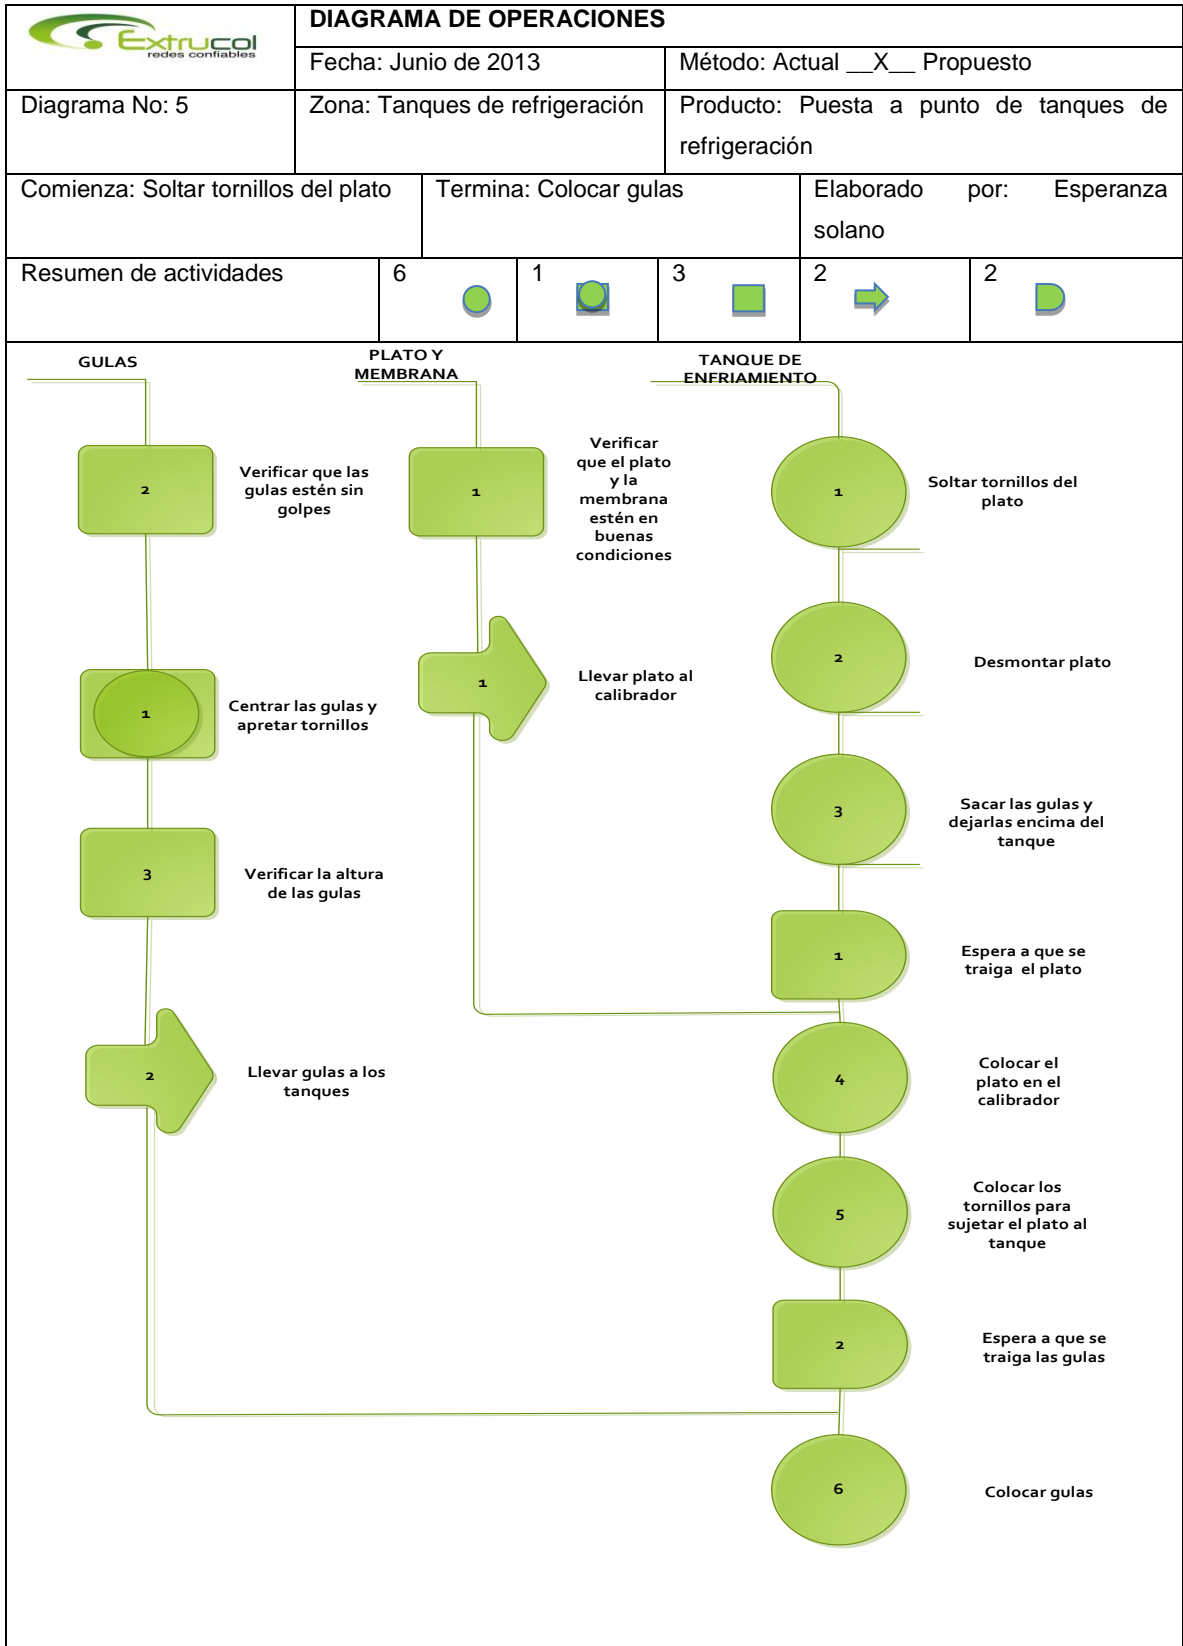 Extrucol
redes confiables
DIAGRAMA DE OPERACIONES
Fecha: Junio de 2013
Método: Actual __X__ Propuesto
Diagrama No: 5
Zona: Tanques de refrigeración
Producto: Puesta a punto de tanques de
refrigeración
Comienza: Soltar tornillos del plato
Termina: Colocar gulas
Elaborado por: Esperanza
solano
Resumen de actividades
6
1
3
2
2
GULAS
2
Verificar que las
gulas estén sin
golpes
1
Centrar las gulas y
apretar tornillos
3
Verificar la altura
de las gulas
2
Llevar gulas a los
tanques
PLATO Y
MEMBRANA
1
Verificar
que el plato
y la
membrana
estén en
buenas
condiciones
1
Llevar plato al
calibrador
TANQUE DE
ENFRIAMIENTO
1
Soltar tornillos del
plato
2
Desmontar plato
3
Sacar las gulas y
dejarlas encima del
tanque
1
Espera a que se
traiga el plato
4
Colocar el
plato en el
calibrador
5
Colocar los
tornillos para
sujetar el plato al
tanque
2
Espera a que se
traiga las gulas
6
Colocar gulas